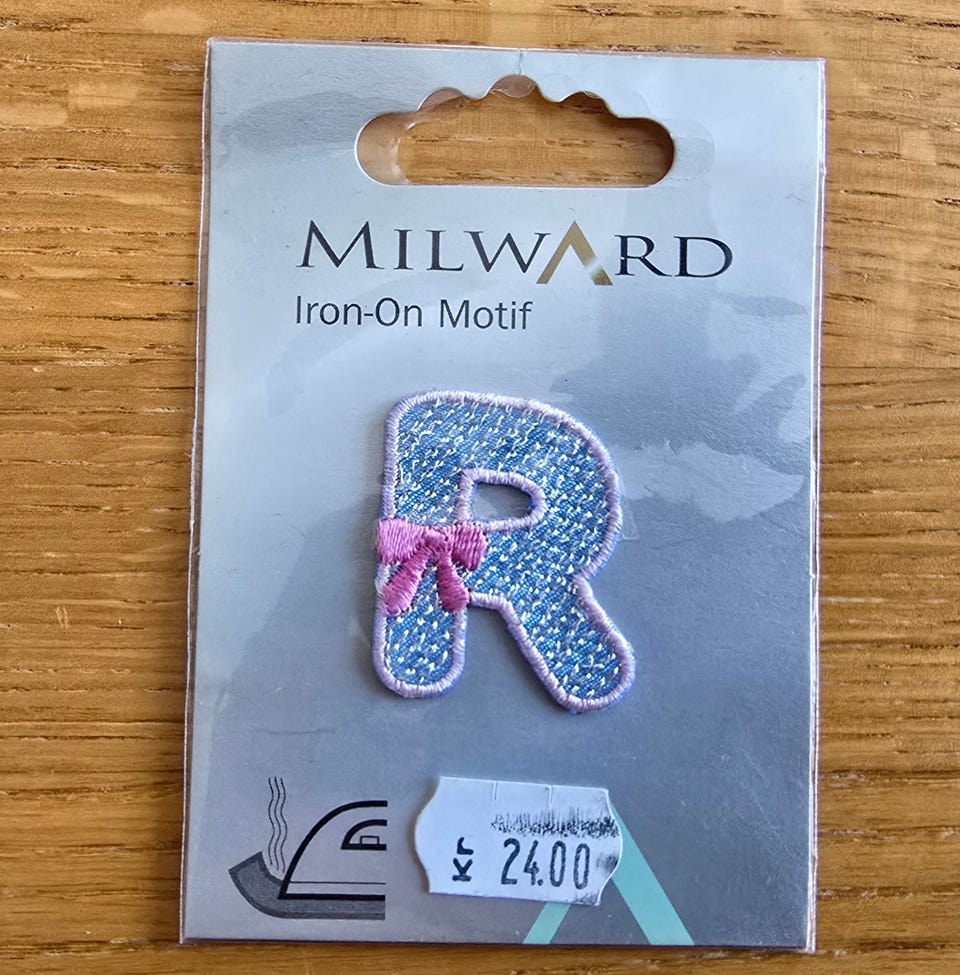 MILWARD
Iron-On Motif
R
Kr 24.00